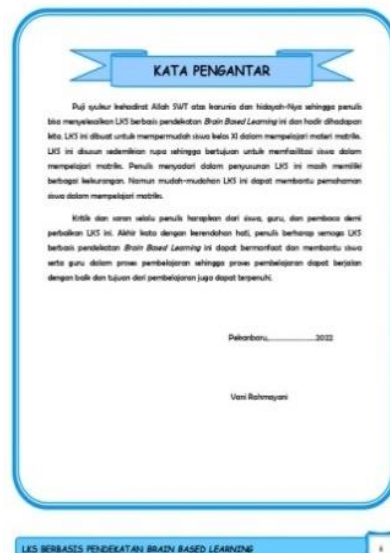 KATA PENGANTAR
Puji syukur kehadirat Allah SWT atas karunia dan hidayah-Nya sehingga penulis
bisa menyelesaikan LKS berbasis pendekatan Brain Based Learning ini dan hadir dihadapan
kita. LKS ini dibuat untuk mempermudah siswa kelas XI dalam mempelajari materi matriks.
LKS ini disusun sedemikian rupa sehingga bertujuan untuk memfasilitasi siswa dalam
mempelajari matriks. Penulis menyadari dalam penyusunan LKS ini masih memiliki
berbagai kekurangan. Namun mudah-mudahan LKS ini dapat membantu pemahaman
siswa dalam mempelajari matriks.
Kritik dan saran selalu penulis harapkan dari siswa, guru, dan pembaca demi
perbaikan LKS ini. Akhir kata dengan kerendahan hati, penulis berharap semoga LKS
berbasis pendekatan Brain Based Learning ini dapat bermanfaat dan membantu siswa
serta guru dalam proses pembelajaran sehingga proses pembelajaran dapat berjalan
dengan baik dan tujuan dari pembelajaran juga dapat terpenuhi.
Pekanbaru,...............2022
Vani Rahmayani
LKS BERBASIS PENDEKATAN BRAIN BASED LEARNING